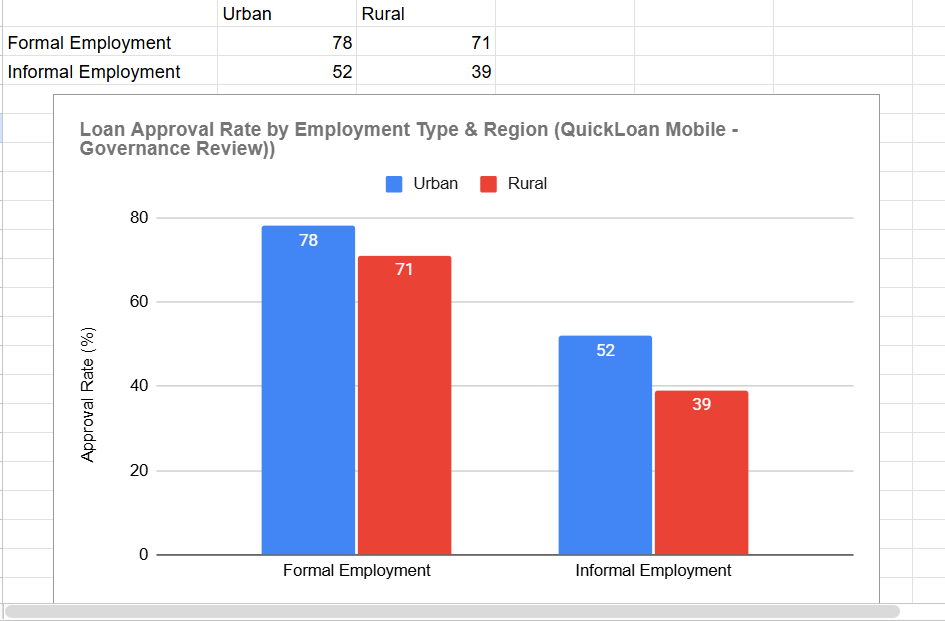 Urban Rural
Formal Employment 78 71
Informal Employment 52 39
Loan Approval Rate by Employment Type & Region (QuickLoan Mobile -
Governance Review))
Urban Rural
80
60
40
20
0
Approval Rate (%)
78
71
52
39
Formal Employment Informal Employment